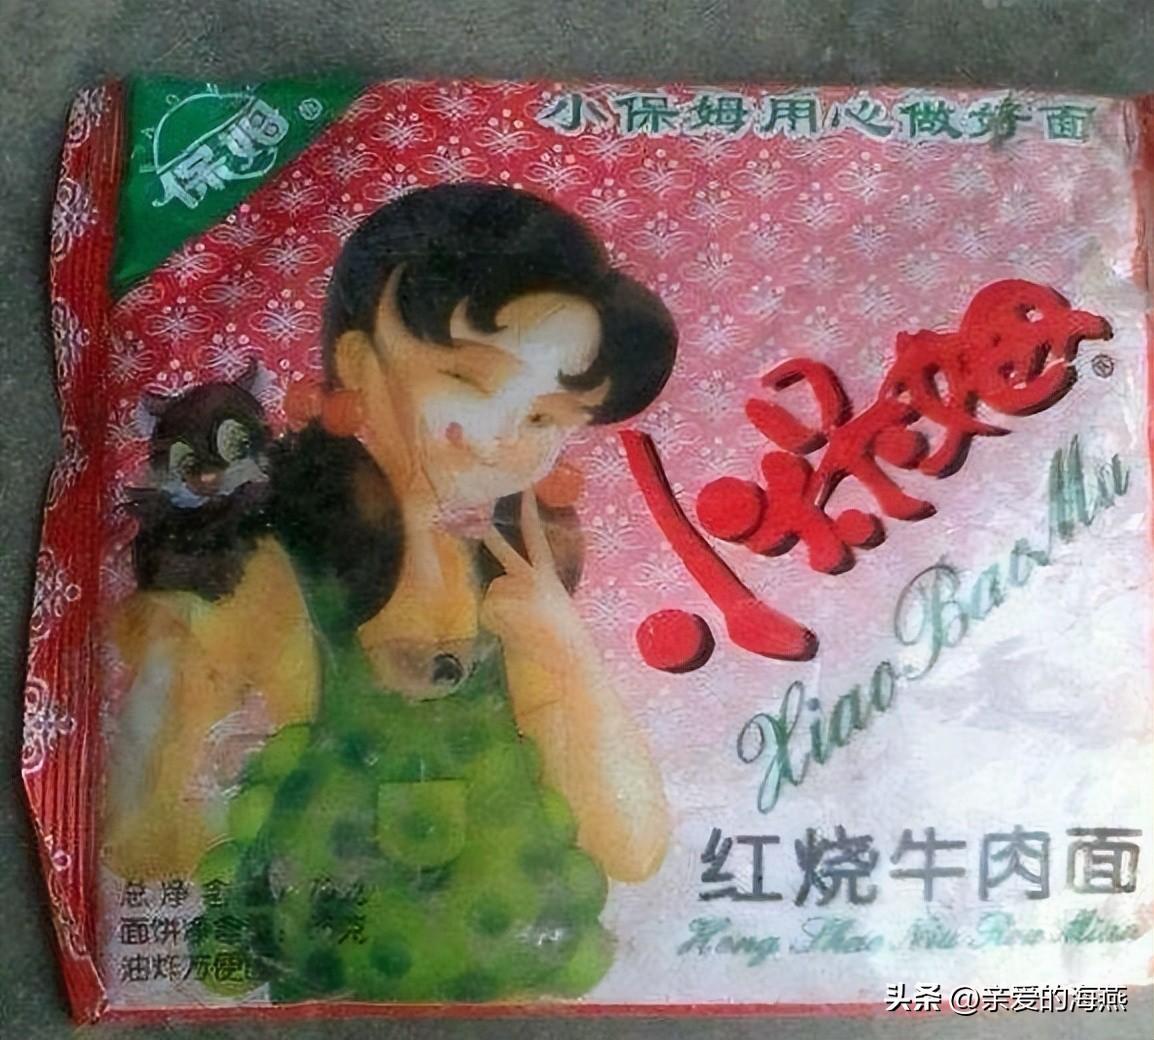 保姆®
小保姆用心做好面
小保姆®
Xiao Bao Mu
红烧牛肉面
Hong Shao Niu Rou Mian
总净含
面饼净含
油炸方便
头条 @亲爱的海燕